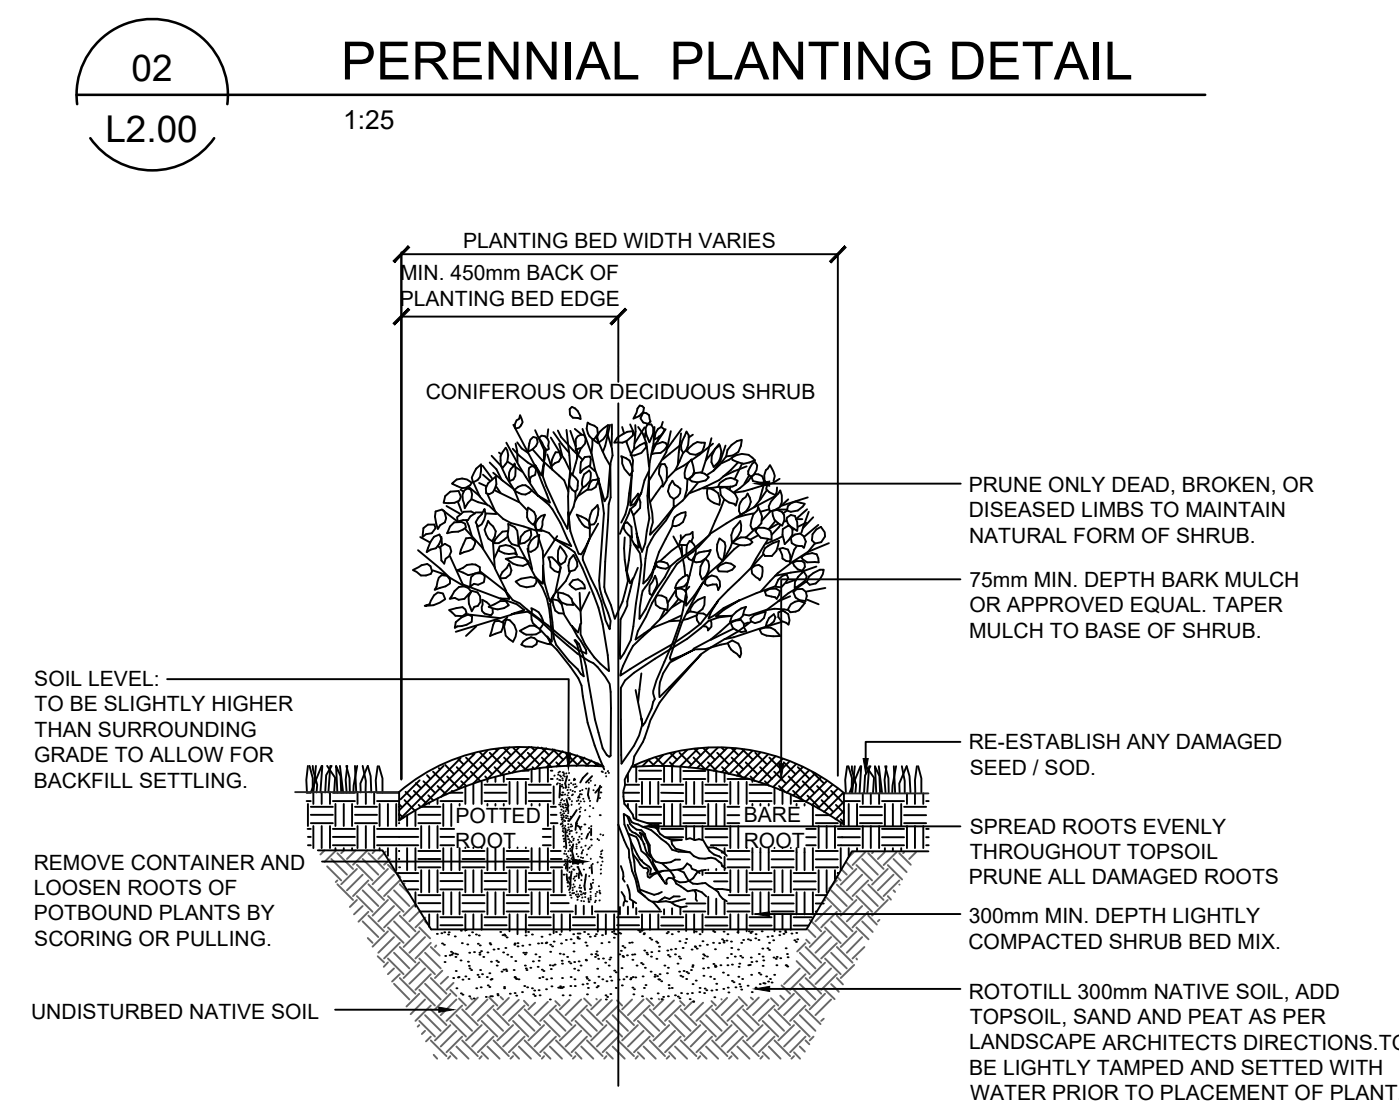 02
L2.00
PERENNIAL PLANTING DETAIL
1:25
PLANTING BED WIDTH VARIES
MIN. 450mm BACK OF
PLANTING BED EDGE
CONIFEROUS OR DECIDUOUS SHRUB
PRUNE ONLY DEAD, BROKEN, OR
DISEASED LIMBS TO MAINTAIN
NATURAL FORM OF SHRUB.
75mm MIN. DEPTH BARK MULCH
OR APPROVED EQUAL. TAPER
MULCH TO BASE OF SHRUB.
SOIL LEVEL:
TO BE SLIGHTLY HIGHER
THAN SURROUNDING
GRADE TO ALLOW FOR
BACKFILL SETTLING.
RE-ESTABLISH ANY DAMAGED
SEED / SOD.
POTTED
ROOT
BARE
ROOT
SPREAD ROOTS EVENLY
THROUGHOUT TOPSOIL
PRUNE ALL DAMAGED ROOTS
REMOVE CONTAINER AND
LOOSEN ROOTS OF
POTBOUND PLANTS BY
SCORING OR PULLING.
300mm MIN. DEPTH LIGHTLY
COMPACTED SHRUB BED MIX.
UNDISTURBED NATIVE SOIL
ROTOTILL 300mm NATIVE SOIL, ADD
TOPSOIL, SAND AND PEAT AS PER
LANDSCAPE ARCHITECTS DIRECTIONS.TO
BE LIGHTLY TAMPED AND SETTED WITH
WATER PRIOR TO PLACEMENT OF PLANT